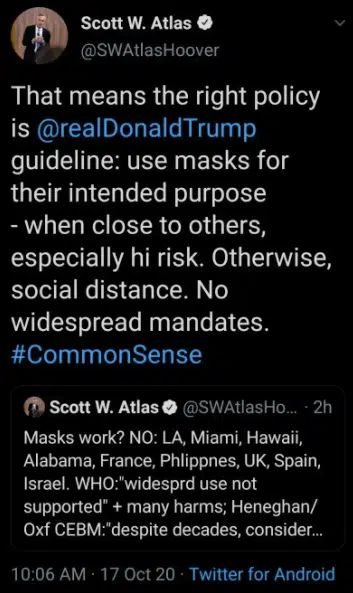 Scott W. Atlas
@SWAtlasHoover
That means the right policy
is @realDonaldTrump
guideline: use masks for
their intended purpose
- when close to others,
especially hi risk. Otherwise,
social distance. No
widespread mandates.
#CommonSense
Scott W. Atlas @SWAtlasHo... · 2h
Masks work? NO: LA, Miami, Hawaii,
Alabama, France, Phlippnes, UK, Spain,
Israel. WHO:"widesprd use not
supported" + many harms; Heneghan/
Oxf CEBM:"despite decades, consider...
10:06 AM · 17 Oct 20 · Twitter for Android